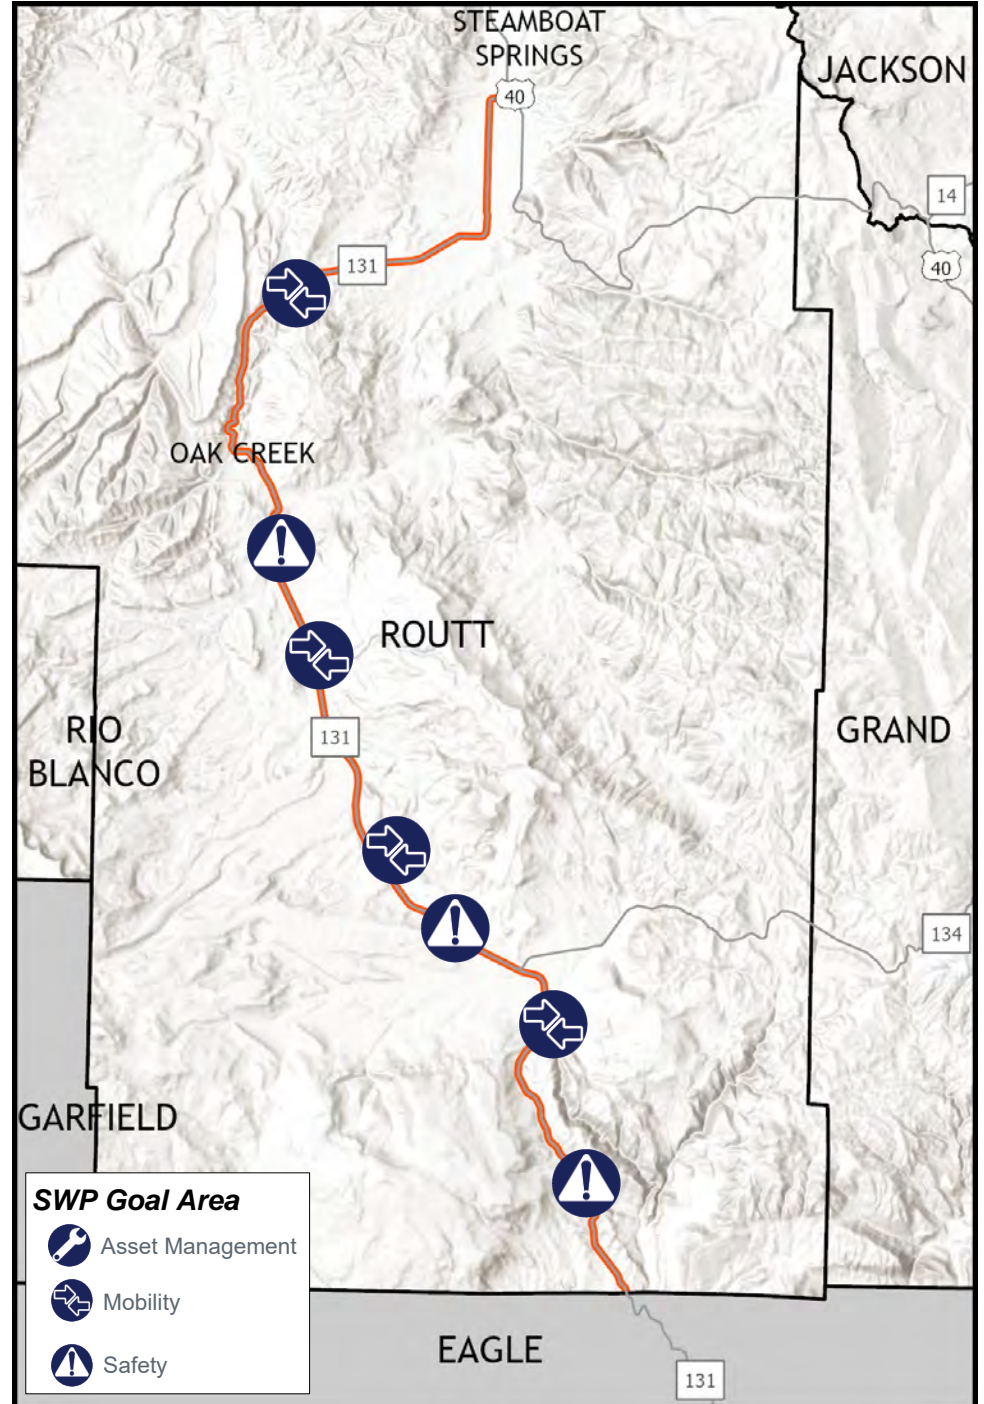 STEAMBOAT
SPRINGS
40
JACKSON
14
131
40
OAK CREEK
ROUTT
RIO
BLANCO
131
GRAND
134
GARFIELD
SWP Goal Area
Asset Management
Mobility
Safety
EAGLE
131